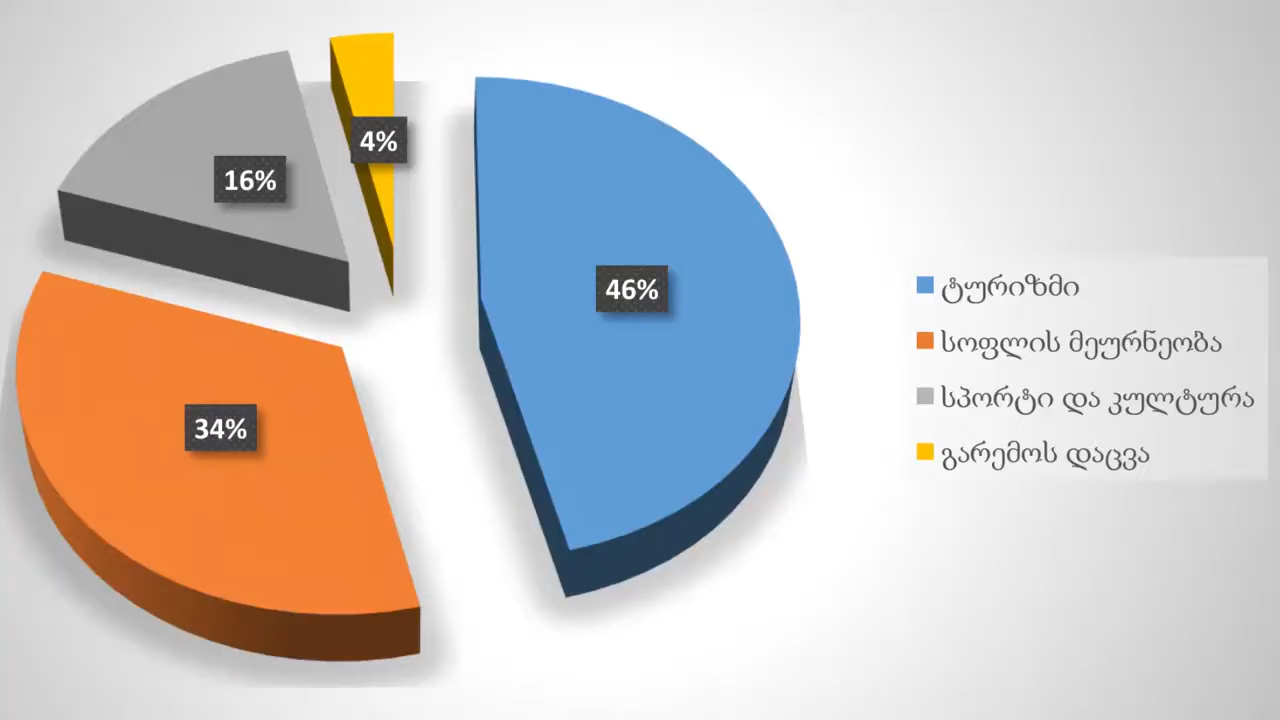 4%
16%
46%
34%
ტურიზმი
სოფლის მეურნეობა
სპორტი და კულტურა
გარემოს დაცვა